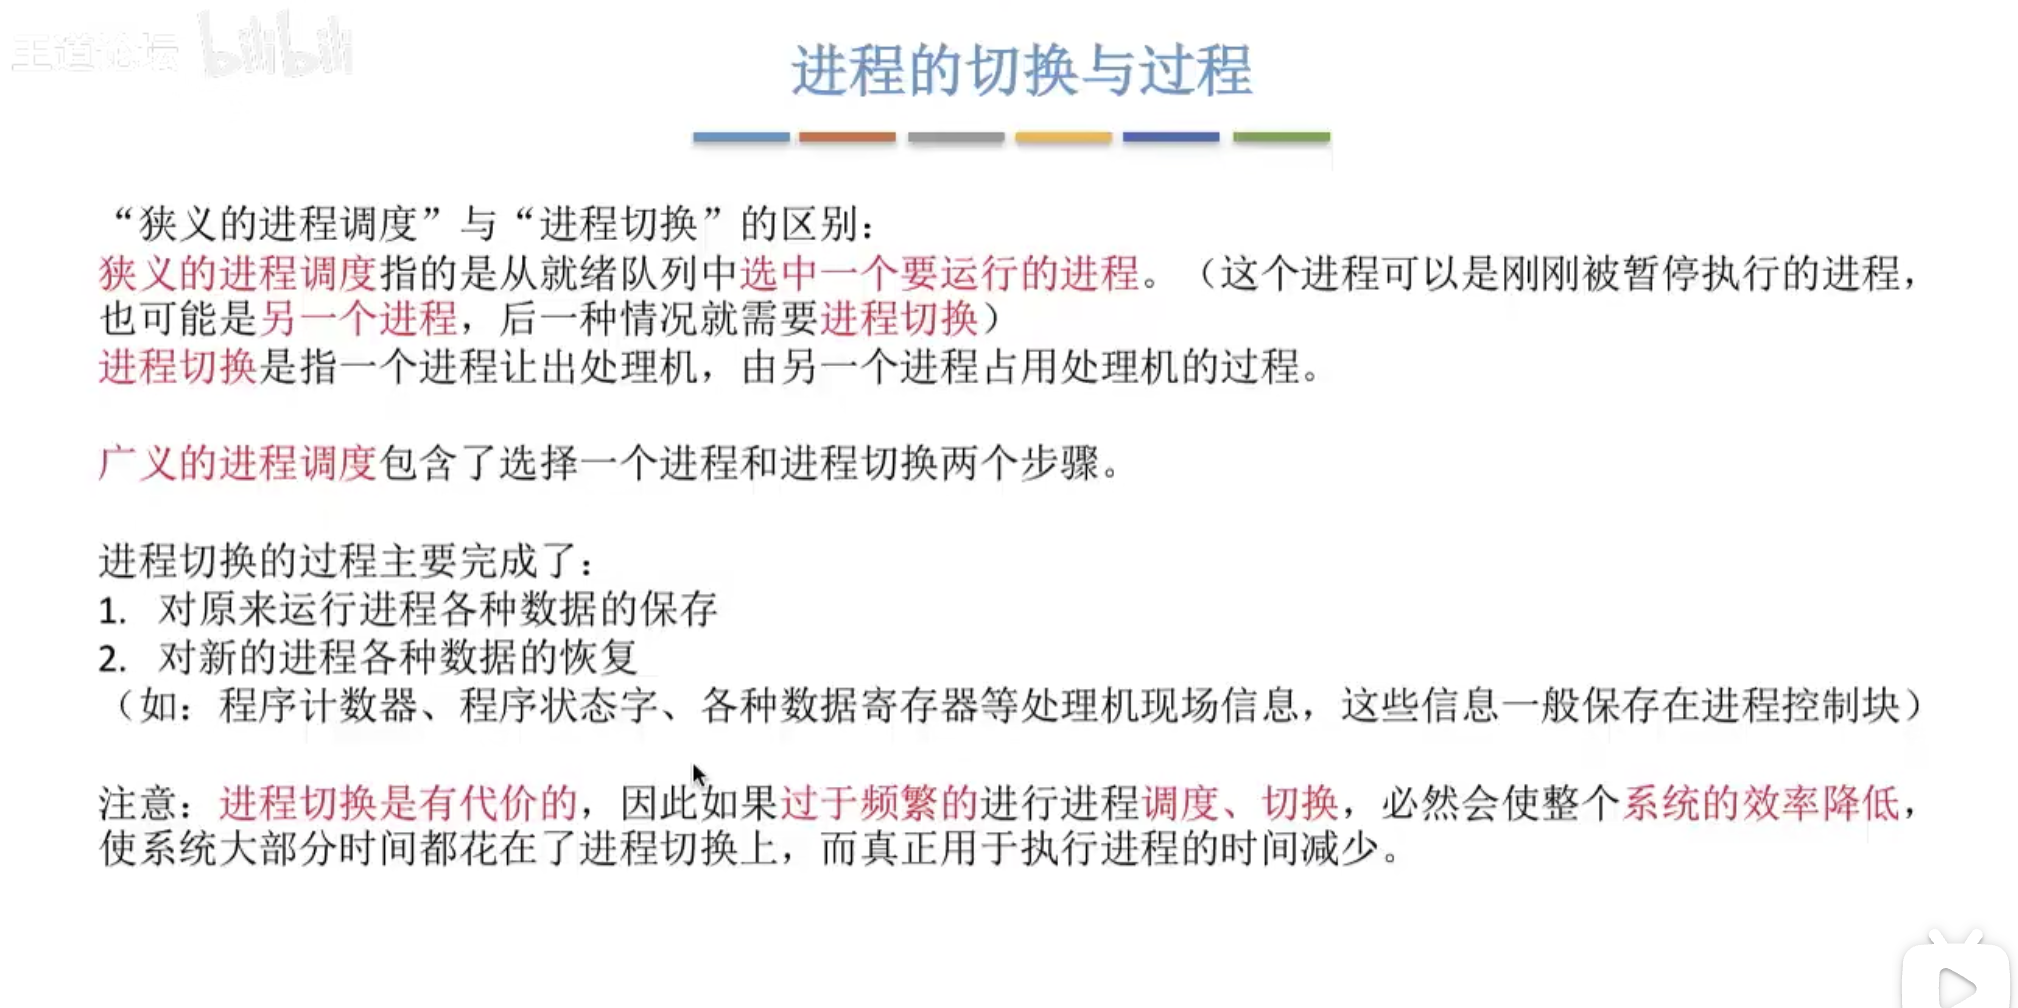 王道论坛 bilibili
进程的切换与过程
“狭义的进程调度”与“进程切换”的区别：
狭义的进程调度指的是从就绪队列中选中一个要运行的进程。（这个进程可以是刚刚被暂停执行的进程，
也可能是另一个进程，后一种情况就需要进程切换）
进程切换是指一个进程让出处理机，由另一个进程占用处理机的过程。
广义的进程调度包含了选择一个进程和进程切换两个步骤。
进程切换的过程主要完成了：
1. 对原来运行进程各种数据的保存
2. 对新的进程各种数据的恢复
（如：程序计数器、程序状态字、各种数据寄存器等处理机现场信息，这些信息一般保存在进程控制块）
注意：进程切换是有代价的，因此如果过于频繁的进行进程调度、切换，必然会使整个系统的效率降低，
使系统大部分时间都花在了进程切换上，而真正用于执行进程的时间减少。